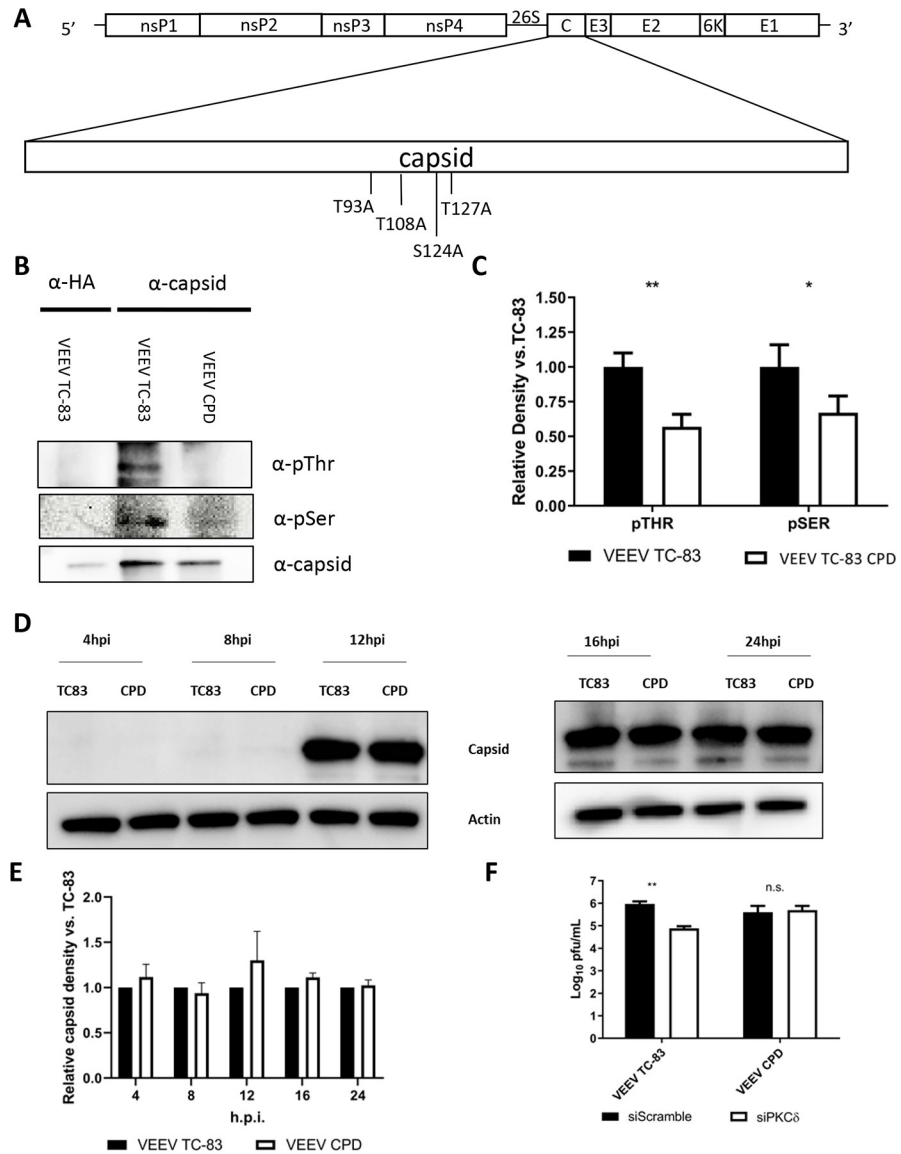 A
5’ nsP1 nsP2 nsP3 nsP4 26S C E3 E2 6K E1 3’
capsid
T93A
T108A
S124A
T127A
B
α-HA α-capsid
VEEV TC-83
VEEV TC-83
VEEV CPD
α-pThr
α-pSer
α-capsid
C
** *
Relative Density vs.TC-83
1.50
1.25
1.00
0.75
0.50
0.25
0.00
pTHR pSER
VEEV TC-83 VEEV TC-83 CPD
D
4hpi 8hpi 12hpi
TC83 CPD TC83 CPD TC83 CPD
16hpi 24hpi
TC83 CPD TC83 CPD
Capsid
Actin
E
Relative capsid density vs. TC-83
2.0
1.5
1.0
0.5
0.0
4 8 12 16 24
h.p.i.
VEEV TC-83 VEEV CPD
F
** n.s.
Log10 pfu/mL
7
6
5
4
3
2
1
0
VEEV TC-83
VEEV CPD
siScramble siPKCδ